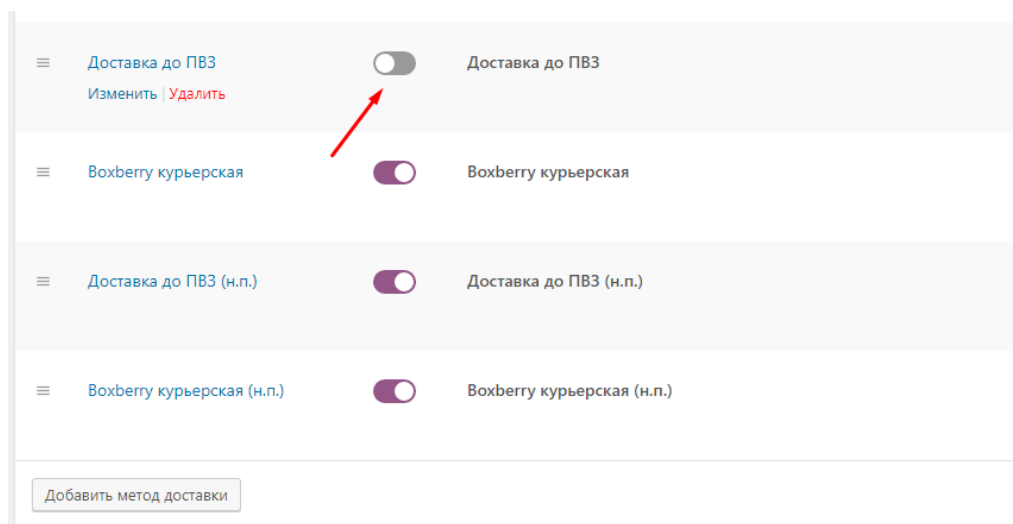 Доставка до ПВЗ Доставка до ПВЗ
Изменить | Удалить
Boxberry курьерская Boxberry курьерская
Доставка до ПВЗ (н.п.) Доставка до ПВЗ (н.п.)
Boxberry курьерская (н.п.) Boxberry курьерская (н.п.)
Добавить метод доставки